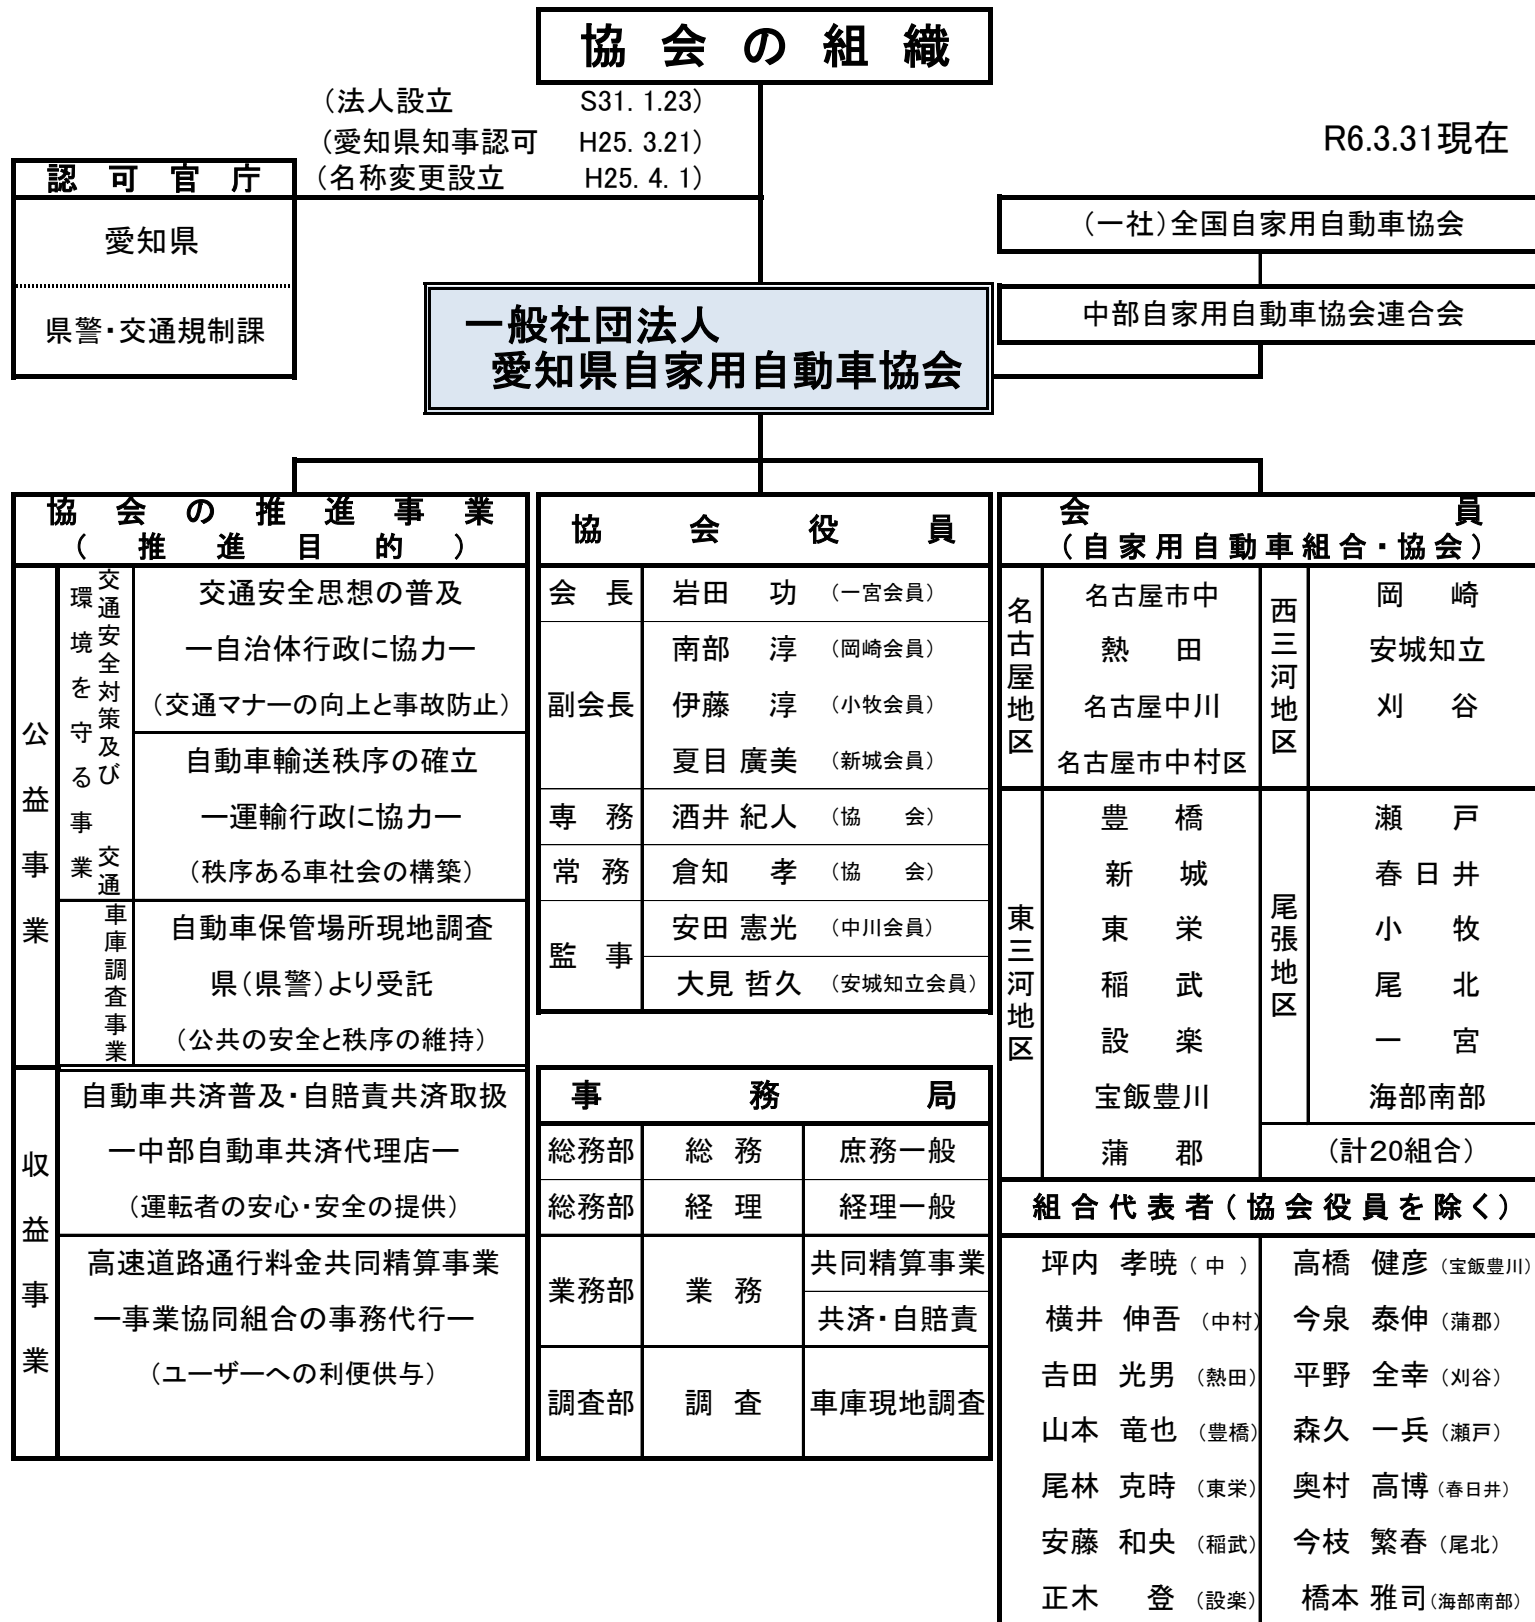 協会の組織
（法人設立　S31. 1.23）
（愛知県知事認可　H25. 3.21）
（名称変更設立　H25. 4. 1）
R6.3.31現在
認可官庁
愛知県
県警・交通規制課
（一社）全国自家用自動車協会
中部自家用自動車協会連合会
一般社団法人
愛知県自家用自動車協会
協会の推進事業
（推進目的）
公益事業
交通安全対策及び交通
環境を守る事業
交通安全思想の普及
―自治体行政に協力―
（交通マナーの向上と事故防止）
自動車輸送秩序の確立
―運輸行政に協力―
（秩序ある車社会の構築）
車庫調査事業
自動車保管場所現地調査
県（県警）より受託
（公共の安全と秩序の維持）
収益事業
自動車共済普及・自賠責共済取扱
―中部自動車共済代理店―
（運転者の安心・安全の提供）
高速道路通行料金共同精算事業
―事業協同組合の事務代行―
（ユーザーへの利便供与）
協会役員
会長　岩田　功　（一宮会員）
副会長
南部　淳　（岡崎会員）
伊藤　淳　（小牧会員）
夏目 廣美　（新城会員）
専務　酒井 紀人　（協　会）
常務　倉知　孝　（協　会）
監事
安田 憲光　（中川会員）
大見 哲久　（安城知立会員）
事務局
総務部　総務　庶務一般
総務部　経理　経理一般
業務部　業務　共同精算事業
共済・自賠責
調査部　調査　車庫現地調査
会員
（自家用自動車組合・協会）
名古屋地区
名古屋市中
熱田
名古屋中川
名古屋市中村区
西三河地区
岡崎
安城知立
刈谷
東三河地区
豊橋
新城
東栄
稲武
設楽
宝飯豊川
蒲郡
尾張地区
瀬戸
春日井
小牧
尾北
一宮
海部南部
（計20組合）
組合代表者（協会役員を除く）
坪内　孝暁（中）　高橋　健彦（宝飯豊川）
横井　伸吾（中村）　今泉　泰伸（蒲郡）
吉田　光男（熱田）　平野　全幸（刈谷）
山本　竜也（豊橋）　森久　一兵（瀬戸）
尾林　克時（東栄）　奥村　高博（春日井）
安藤　和央（稲武）　今枝　繁春（尾北）
正木　登（設楽）　橋本 雅司（海部南部）